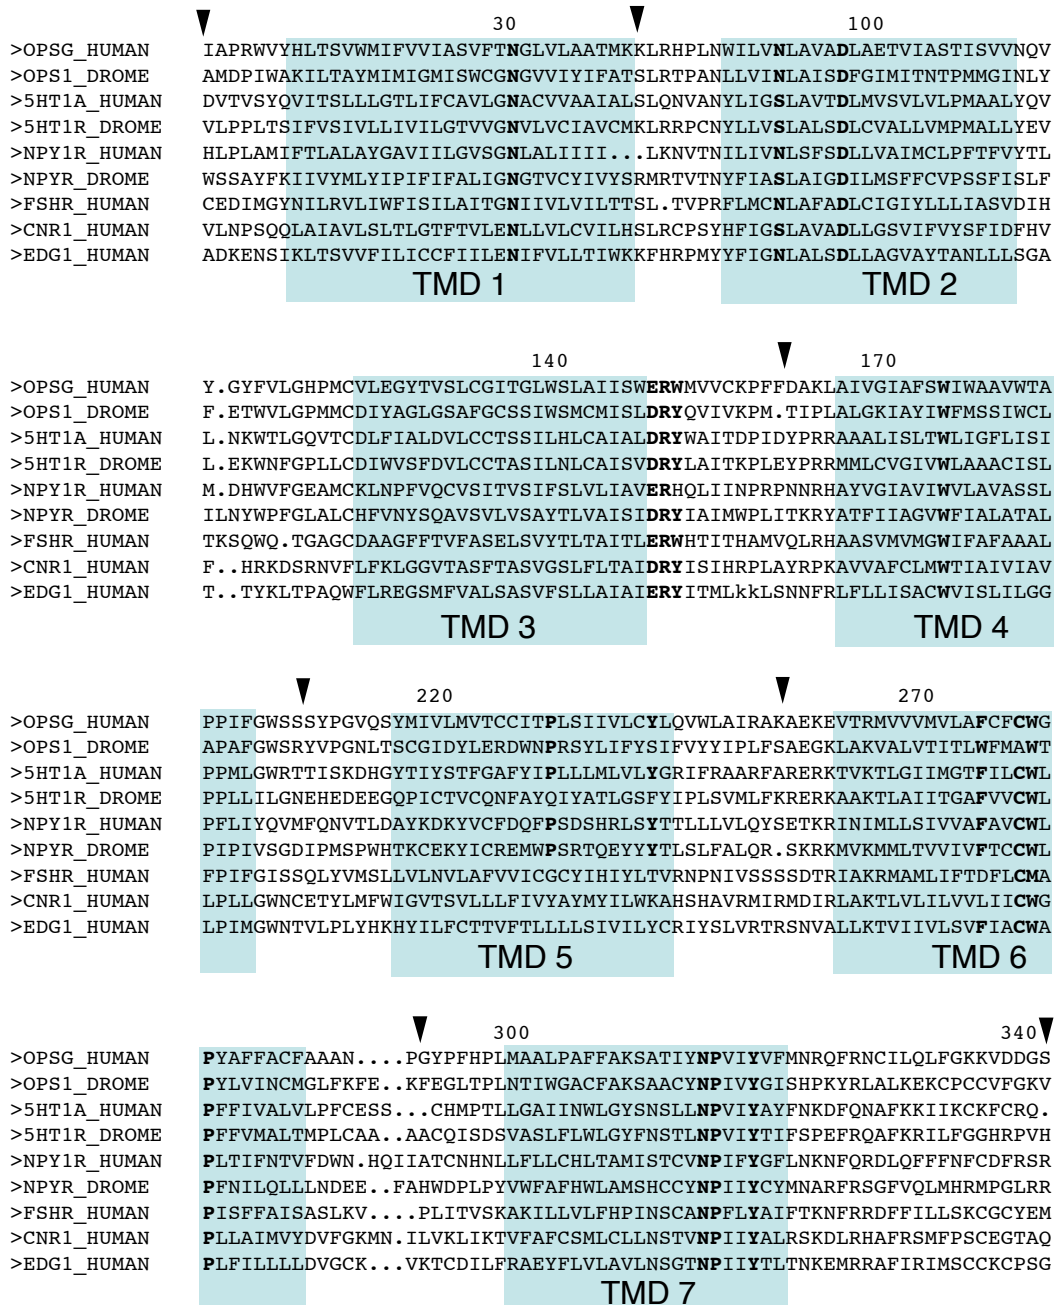 30 100
>OPSG_HUMAN IAPRWVYHLTSVWMIFVVIASVFTNGLVLAATMKKLRHPLNWILVNLAVADLAETVIASTISVVNQV
>OPS1_DROME AMDPIWAKILTAYMIMIGMISWCGNGVVIYIFATSLRTPANLLVINLAISDFGIMITNTPMMGINLY
>5HT1A_HUMAN DVTVSYQVITSLLLGTLIFCAVLGNACVVAAIALSLQNVANYLIGSLAVTDLMVSVLVLPMAALYQV
>5HT1R_DROME VLPPLTSIFVSIVLLIVILGTVVGNVLVCIAVCMKLRRPCNYLLVSLALSDLCVALLVMPMALLYEV
>NPY1R_HUMAN HLPLAMIFTLALAYGAVIILGVSGNLALIIII...LKNVTNILIVNLSFSDLLVAIMCLPFTFVYTL
>NPYR_DROME WSSAYFKIIVYMLYIPIFIFALIGNGTVCYIVYSRMRTVTNYFIASLAIGDILMSFFCVPSSFISLF
>FSHR_HUMAN CEDIMGYNILRVLIWFISILAITGNIIVLVILTTSL.TVPRFLMCNLAFADLCIGIYLLLIASVDIH
>CNR1_HUMAN VLNPSQQLAIAVLSLTLGTFTVLENLLVLCVILHSLRCPSYHFIGSLAVADLLGSVIFVYSFIDFHV
>EDG1_HUMAN ADKENSIKLTSVVFILICCFIILENIFVLLTIWKKFHRPMYYFIGNLALSDLLAGVAYTANLLLSGA
TMD 1 TMD 2
140 170
>OPSG_HUMAN Y.GYFVLGHPMCVLEGYTVSLCGITGLWSLAIISWERWMVVCKPFFDAKLAIVGIAFSWIWAAVWTA
>OPS1_DROME F.ETWVLGPMMCDIYAGLGSAFGCSSIWSMCMISLDRYQVIVKPM.TIPLALGKIAYIWFMSSIWCL
>5HT1A_HUMAN L.NKWTLGQVTCDLFIALDVLCCTSSILHLCAIALDRYWAITDPIDYPRRAAALISLTWLIGFLISI
>5HT1R_DROME L.EKWNFGPLLCDIWVSFDVLCCTASILNLCAISVDRYLAITKPLEYPRRMMLCVGIVWLAAACISL
>NPY1R_HUMAN M.DHWVFGEAMCKLNPFVQCVSITVSIFSLVLIAVERHQLIINPRPNNRHAYVGIAVIWVLAVASSL
>NPYR_DROME ILNYWPFGLALCHFVNYSQAVSVLVSAYTLVAISIDRYIAIMWPLITKRYATFIIAGVWFIALATAL
>FSHR_HUMAN TKSQWQ.TGAGCDAAGFFTVFASELSVYTLTAITLERWHTITHAMVQLRHAASVMVMGWIFAFAAAL
>CNR1_HUMAN F..HRKDSRNVFLFKLGGVTASFTASVGSLFLTAIDRYISIHRPLAYRPKAVVAFCLMWTIAIVIAV
>EDG1_HUMAN T..TYKLTPAQWFLREGSMFVALSASVFSLLAIAIERYITMLkkLSNNFRLFLLISACWVISLILGG
TMD 3 TMD 4
220 270
>OPSG_HUMAN PPIFGWSSSYPGVQSYMIVLMVTCCITPLSIIVLCYLQVWLAIRAKAEKEVTRMVVVMVLAFCFCWG
>OPS1_DROME APAFGWSRYVPGNLTSCGIDYLERDWNPRSYLIFYSIFVYYIPLFSAEGKLAKVALVTITLWFMAWT
>5HT1A_HUMAN PPMLGWRTTISKDHGYTIYSTFGAFYIPLLLMLVLYGRIFRAARFARERKTVKTLGIIMGTFILCWL
>5HT1R_DROME PPLLILGNEHEDEEGQPICTVCQNFAYQIYATLGSFYIPLSVMLFKRERKAAKTLAIITGAFVVCWL
>NPY1R_HUMAN PFLIYQVMFQNVTLDAYKDKYVCFDQFPSDSHRLSYTTLLLVLQYSETKRINIMLLSIVVAFAVCWL
>NPYR_DROME PIPIVSGDIPMSPWHTKCEKYICREMWPSRTQEYYYTLSLFALQR.SKRKMVKMMLTVVIVFTCCWL
>FSHR_HUMAN FPIFGISSQLYVMSLLVLNVLAFVVICGCYIHIYLTVRNPNIVSSSSDTRIAKRMAMLIFTDFLCMA
>CNR1_HUMAN LPLLGWNCETYLMFWIGVTSVLLLFIVYAYMYILWKAHSHAVRMIRMDIRLAKTLVLILVVLIICWG
>EDG1_HUMAN LPIMGWNTVLPLYHKHYILFCTTVFTLLLLSIVILYCRIYSLVRTRSNVALLKTVIIVLSVFIACWA
TMD 5 TMD 6
300 340
>OPSG_HUMAN PYAFFACFAAAN....PGYPFHPLMAALPAFFAKSATIYNPVIYVFMNRQFRNCILQLFGKKVDDGS
>OPS1_DROME PYLVINCMGLFKFE..KFEGLTPLNTIWGACFAKSAACYNPIVYGISHPKYRLALKEKCPCCVFGKV
>5HT1A_HUMAN PFFIVALVLPFCESS...CHMPTLLGAIINWLGYSNSLLNPVIYAYFNKDFQNAFKKIIKCKFCRQ.
>5HT1R_DROME PFFVMALTMPLCAA..AACQISDSVASLFLWLGYFNSTLNPVIYTIFSPEFRQAFKRILFGGHRPVH
>NPY1R_HUMAN PLTIFNTVFDWN.HQIIATCNHNLLFLLCHLTAMISTCVNPIFYGFLNKNFQRDLQFFFNFCDFRSR
>NPYR_DROME PFNILQLLLNDEE..FAHWDPLPYVWFAFHWLAMSHCCYNPIIYCYMNARFRSGFVQLMHRMPGLRR
>FSHR_HUMAN PISFFAISASLKV....PLITVSKAKILLVLFHPINSCANPFLYAIFTKNFRRDFFILLSKCGCYEM
>CNR1_HUMAN PLLAIMVYDVFGKMN.ILVKLIKTVFAFCSMLCLLNSTVNPIIYALRSKDLRHAFRSMFPSCEGTAQ
>EDG1_HUMAN PLFILLLLDVGCK...VKTCDILFRAEYFLVLAVLNSGTNPIIYTLTNKEMRRAFIRIMSCCKCPSG
TMD 7